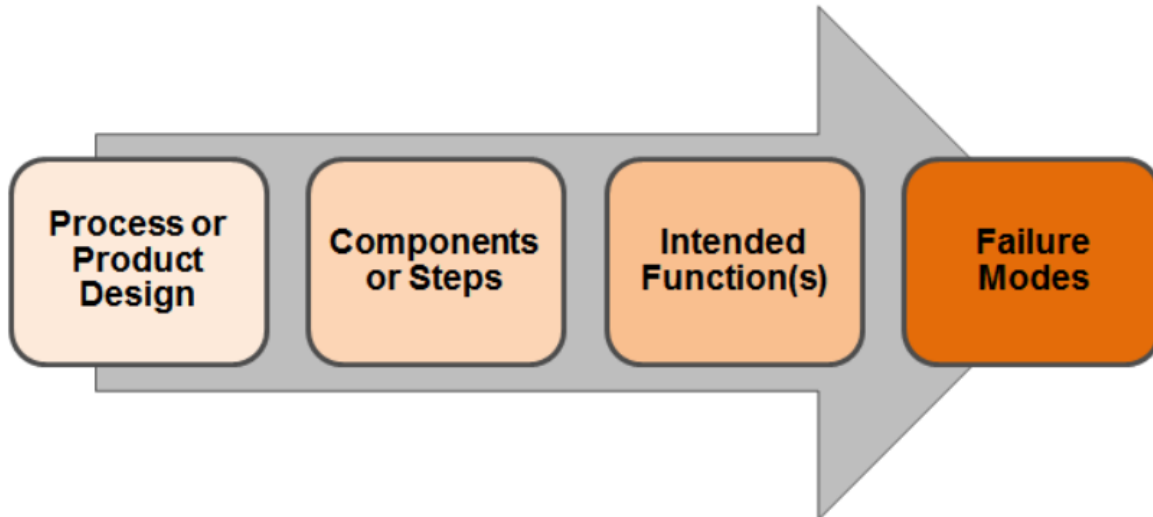 Process or
Product
Design
Components
or Steps
Intended
Function(s)
Failure
Modes